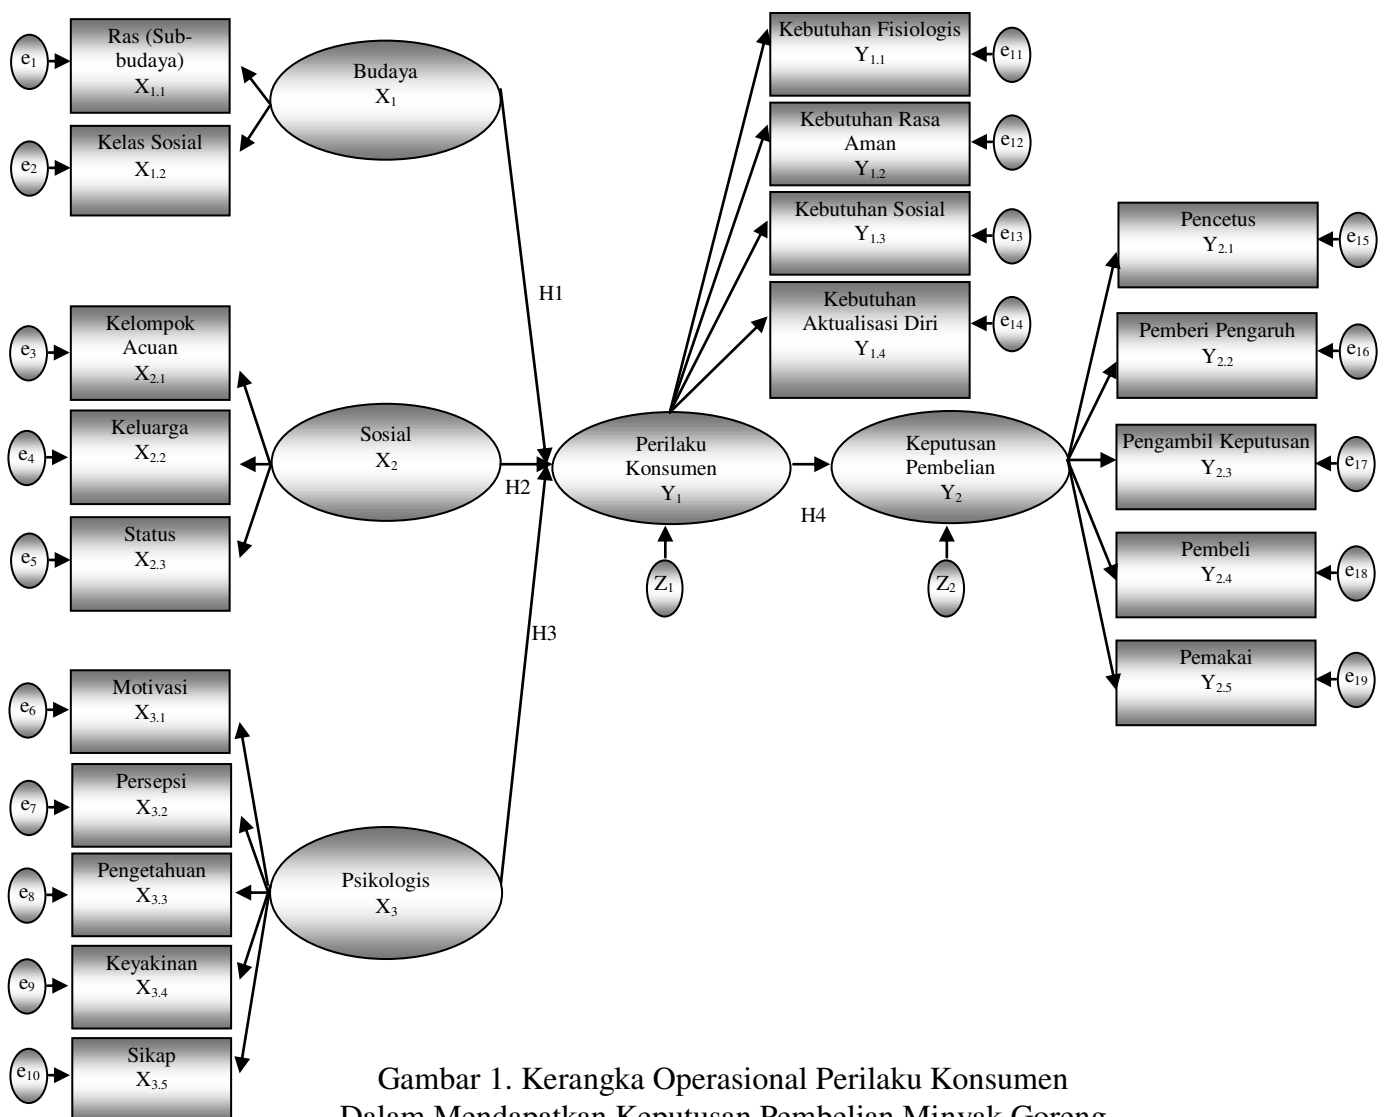 e1
Ras (Sub-
budaya)
X1.1
e2
Kelas Sosial
X1.2
Budaya
X1
e3
Kelompok
Acuan
X2.1
e4
Keluarga
X2.2
e5
Status
X2.3
Sosial
X2
e6
Motivasi
X3.1
e7
Persepsi
X3.2
e8
Pengetahuan
X3.3
e9
Keyakinan
X3.4
e10
Sikap
X3.5
Psikologis
X3
H1
H2
H3
Perilaku
Konsumen
Y1
Z1
H4
Kebutuhan Fisiologis
Y1.1
e11
Kebutuhan Rasa
Aman
Y1.2
e12
Kebutuhan Sosial
Y1.3
e13
Kebutuhan
Aktualisasi Diri
Y1.4
e14
Keputusan
Pembelian
Y2
Z2
Pencetus
Y2.1
e15
Pemberi Pengaruh
Y2.2
e16
Pengambil Keputusan
Y2.3
e17
Pembeli
Y2.4
e18
Pemakai
Y2.5
e19
Gambar 1. Kerangka Operasional Perilaku Konsumen
Dalam Mendapatkan Keputusan Pembelian Minyak Goreng